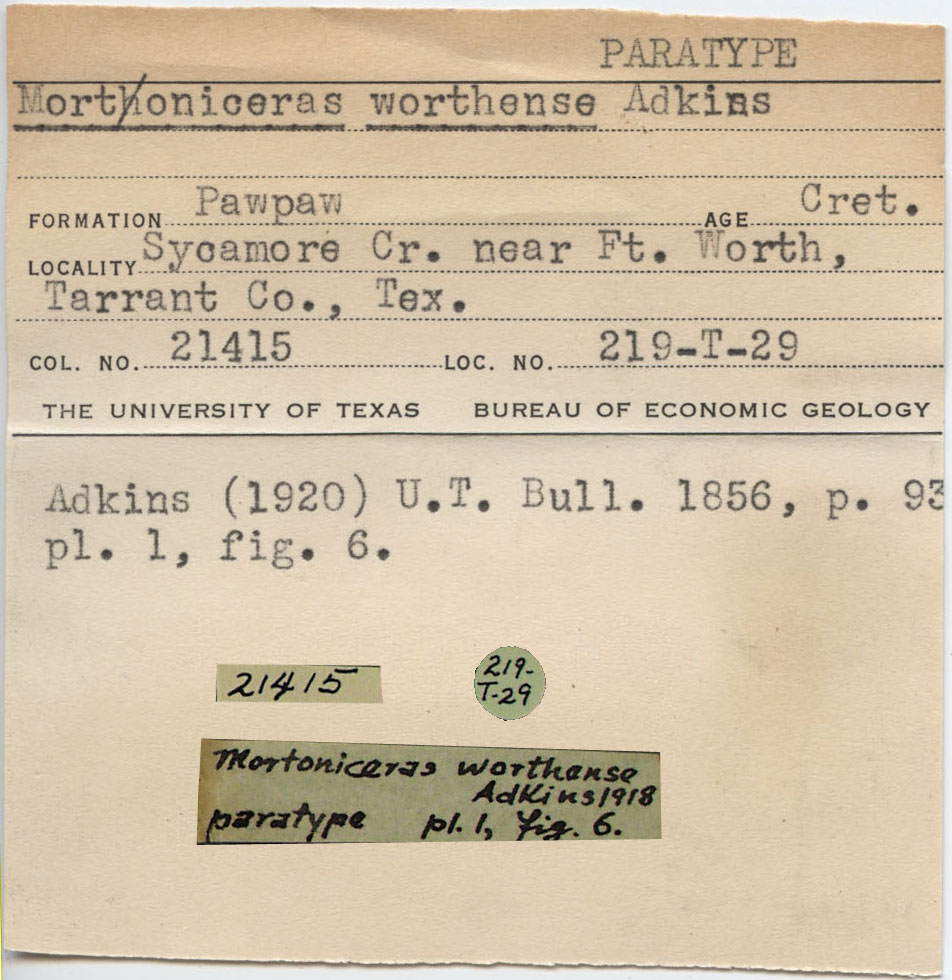 PARATYPE
Mortoniceras worthense Adkins
FORMATION Pawpaw AGE Cret.
LOCALITY Sycamore Cr. near Ft. Worth,
Tarrant Co., Tex.
COL. NO. 21415 LOC. NO. 219-T-29
THE UNIVERSITY OF TEXAS BUREAU OF ECONOMIC GEOLOGY
Adkins (1920) U.T. Bull. 1856, p. 93
pl. 1, fig. 6.
21415
219-
T-29
Mortoniceras worthense
Adkins 1918
paratype pl. 1, fig. 6.